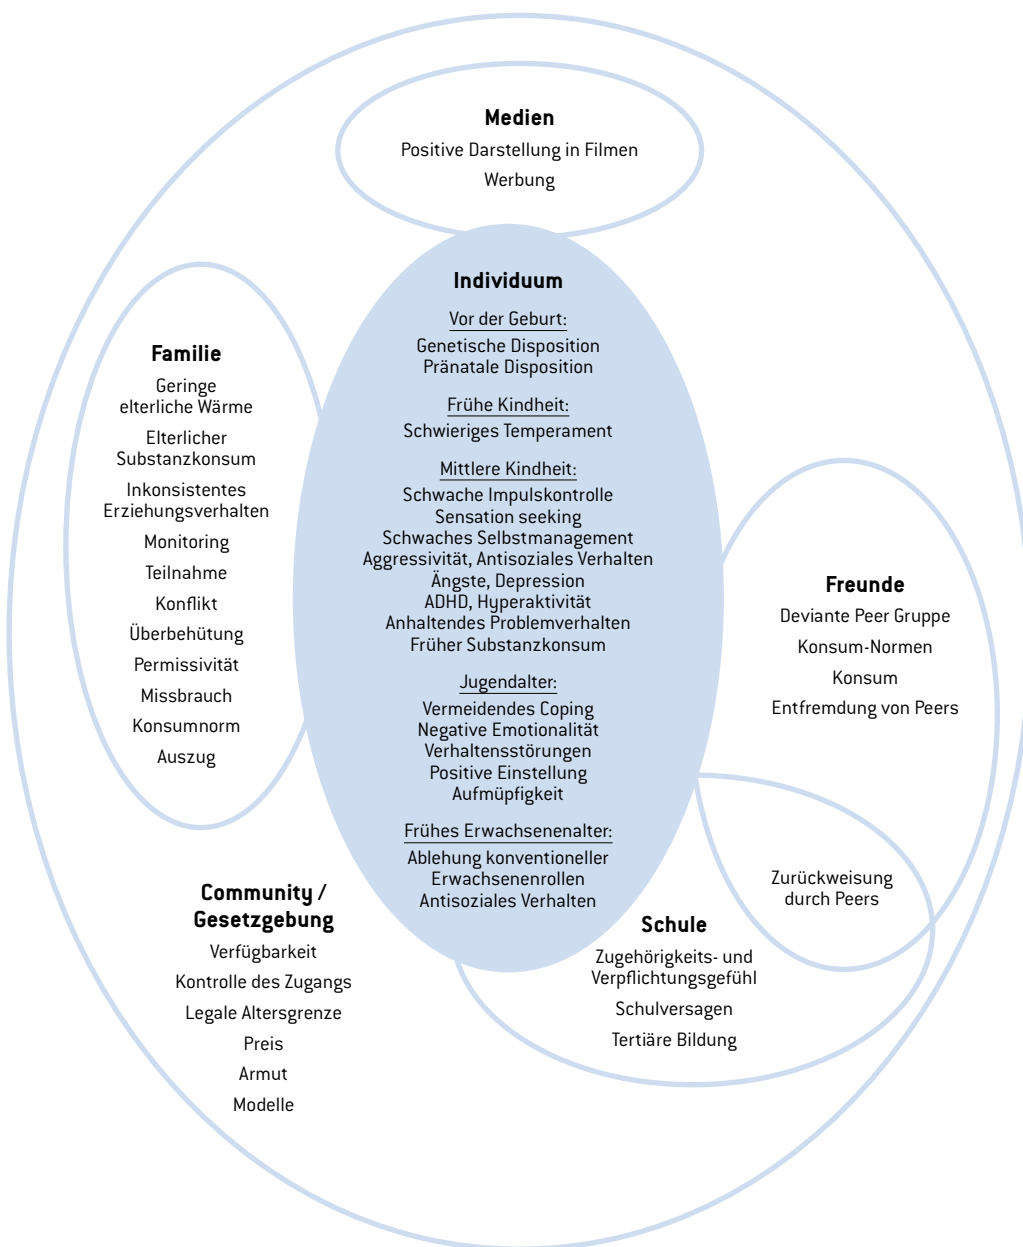 Medien
Positive Darstellung in Filmen
Werbung
Individuum
Vor der Geburt:
Genetische Disposition
Pränatale Disposition
Frühe Kindheit:
Schwieriges Temperament
Mittlere Kindheit:
Schwache Impulskontrolle
Sensation seeking
Schwaches Selbstmanagement
Aggressivität, Antisoziales Verhalten
Ängste, Depression
ADHD, Hyperaktivität
Anhaltendes Problemverhalten
Früher Substanzkonsum
Jugendalter:
Vermeidendes Coping
Negative Emotionalität
Verhaltensstörungen
Positive Einstellung
Aufmüpfigkeit
Frühes Erwachsenenalter:
Ablehung konventioneller
Erwachsenenrollen
Antisoziales Verhalten
Familie
Geringe
elterliche Wärme
Elterlicher
Substanzkonsum
Inkonsistentes
Erziehungsverhalten
Monitoring
Teilnahme
Konflikt
Überbehütung
Permissivität
Missbrauch
Konsumnorm
Auszug
Freunde
Deviante Peer Gruppe
Konsum-Normen
Konsum
Entfremdung von Peers
Zurückweisung
durch Peers
Schule
Zugehörigkeits- und
Verpflichtungsgefühl
Schulversagen
Tertiäre Bildung
Community /
Gesetzgebung
Verfügbarkeit
Kontrolle des Zugangs
Legale Altersgrenze
Preis
Armut
Modelle